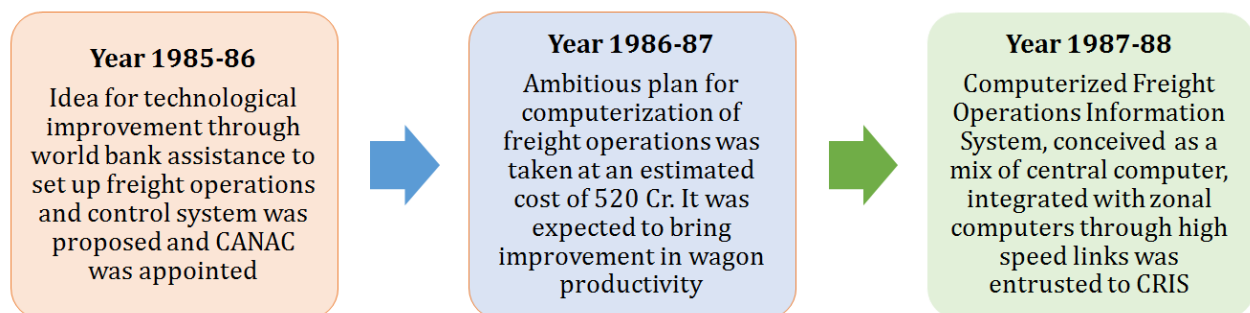 Year 1985-86
Idea for technological
improvement through
world bank assistance to
set up freight operations
and control system was
proposed and CANAC
was appointed
Year 1986-87
Ambitious plan for
computerization of
freight operations was
taken at an estimated
cost of 520 Cr. It was
expected to bring
improvement in wagon
productivity
Year 1987-88
Computerized Freight
Operations Information
System, conceived as a
mix of central computer,
integrated with zonal
computers through high
speed links was
entrusted to CRIS